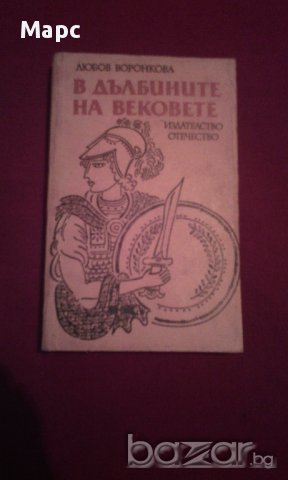 Марс
ЛЮБОВ ВОРОНКОВА
В ДЪЛБИНИТЕ
НА ВЕКОВЕТЕ
ИЗДАТЕЛСТВО
ОТЕЧЕСТВО
bazar.bg